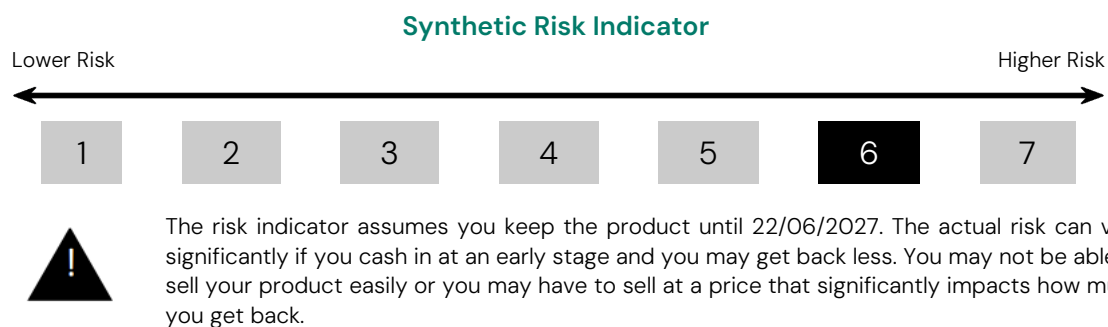 Synthetic Risk Indicator
Lower Risk Higher Risk
1 2 3 4 5 6 7
!
The risk indicator assumes you keep the product until 22/06/2027. The actual risk can v
significantly if you cash in at an early stage and you may get back less. You may not be able
sell your product easily or you may have to sell at a price that significantly impacts how m
you get back.